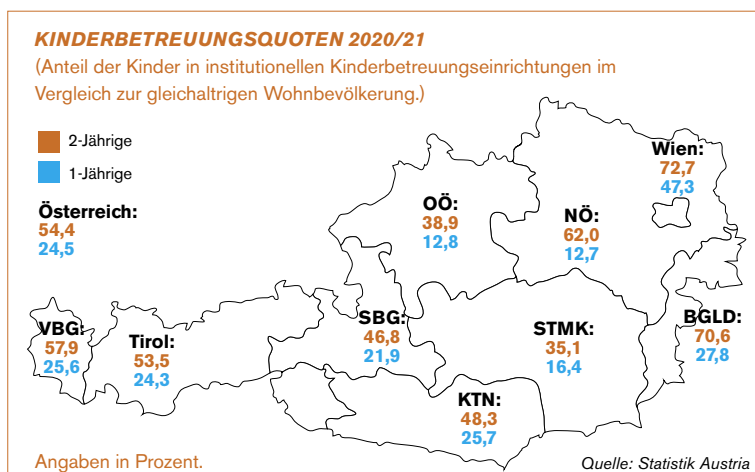 KINDERBETREUUNGSQUOTEN 2020/21
(Anteil der Kinder in institutionellen Kinderbetreuungseinrichtungen im
Vergleich zur gleichaltrigen Wohnbevölkerung.)
2-Jährige
1-Jährige
Österreich:
54,4
24,5
Wien:
72,7
47,3
OÖ:
38,9
12,8
NÖ:
62,0
12,7
VBG:
57,9
25,6
Tirol:
53,5
24,3
SBG:
46,8
21,9
STMK:
35,1
16,4
BGLD:
70,6
27,8
KTN:
48,3
25,7
Angaben in Prozent.
Quelle: Statistik Austria